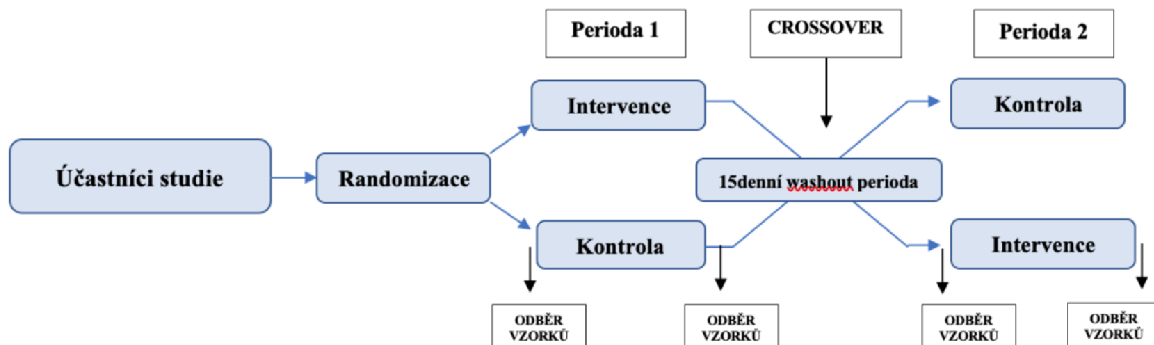 Perioda 1
CROSSOVER
Perioda 2
Intervence
Kontrola
Účastníci studie
Randomizace
15denní washout perioda
Kontrola
Intervence
ODBĚR
VZORKŮ
ODBĚR
VZORKŮ
ODBĚR
VZORKŮ
ODBĚR
VZORKŮ